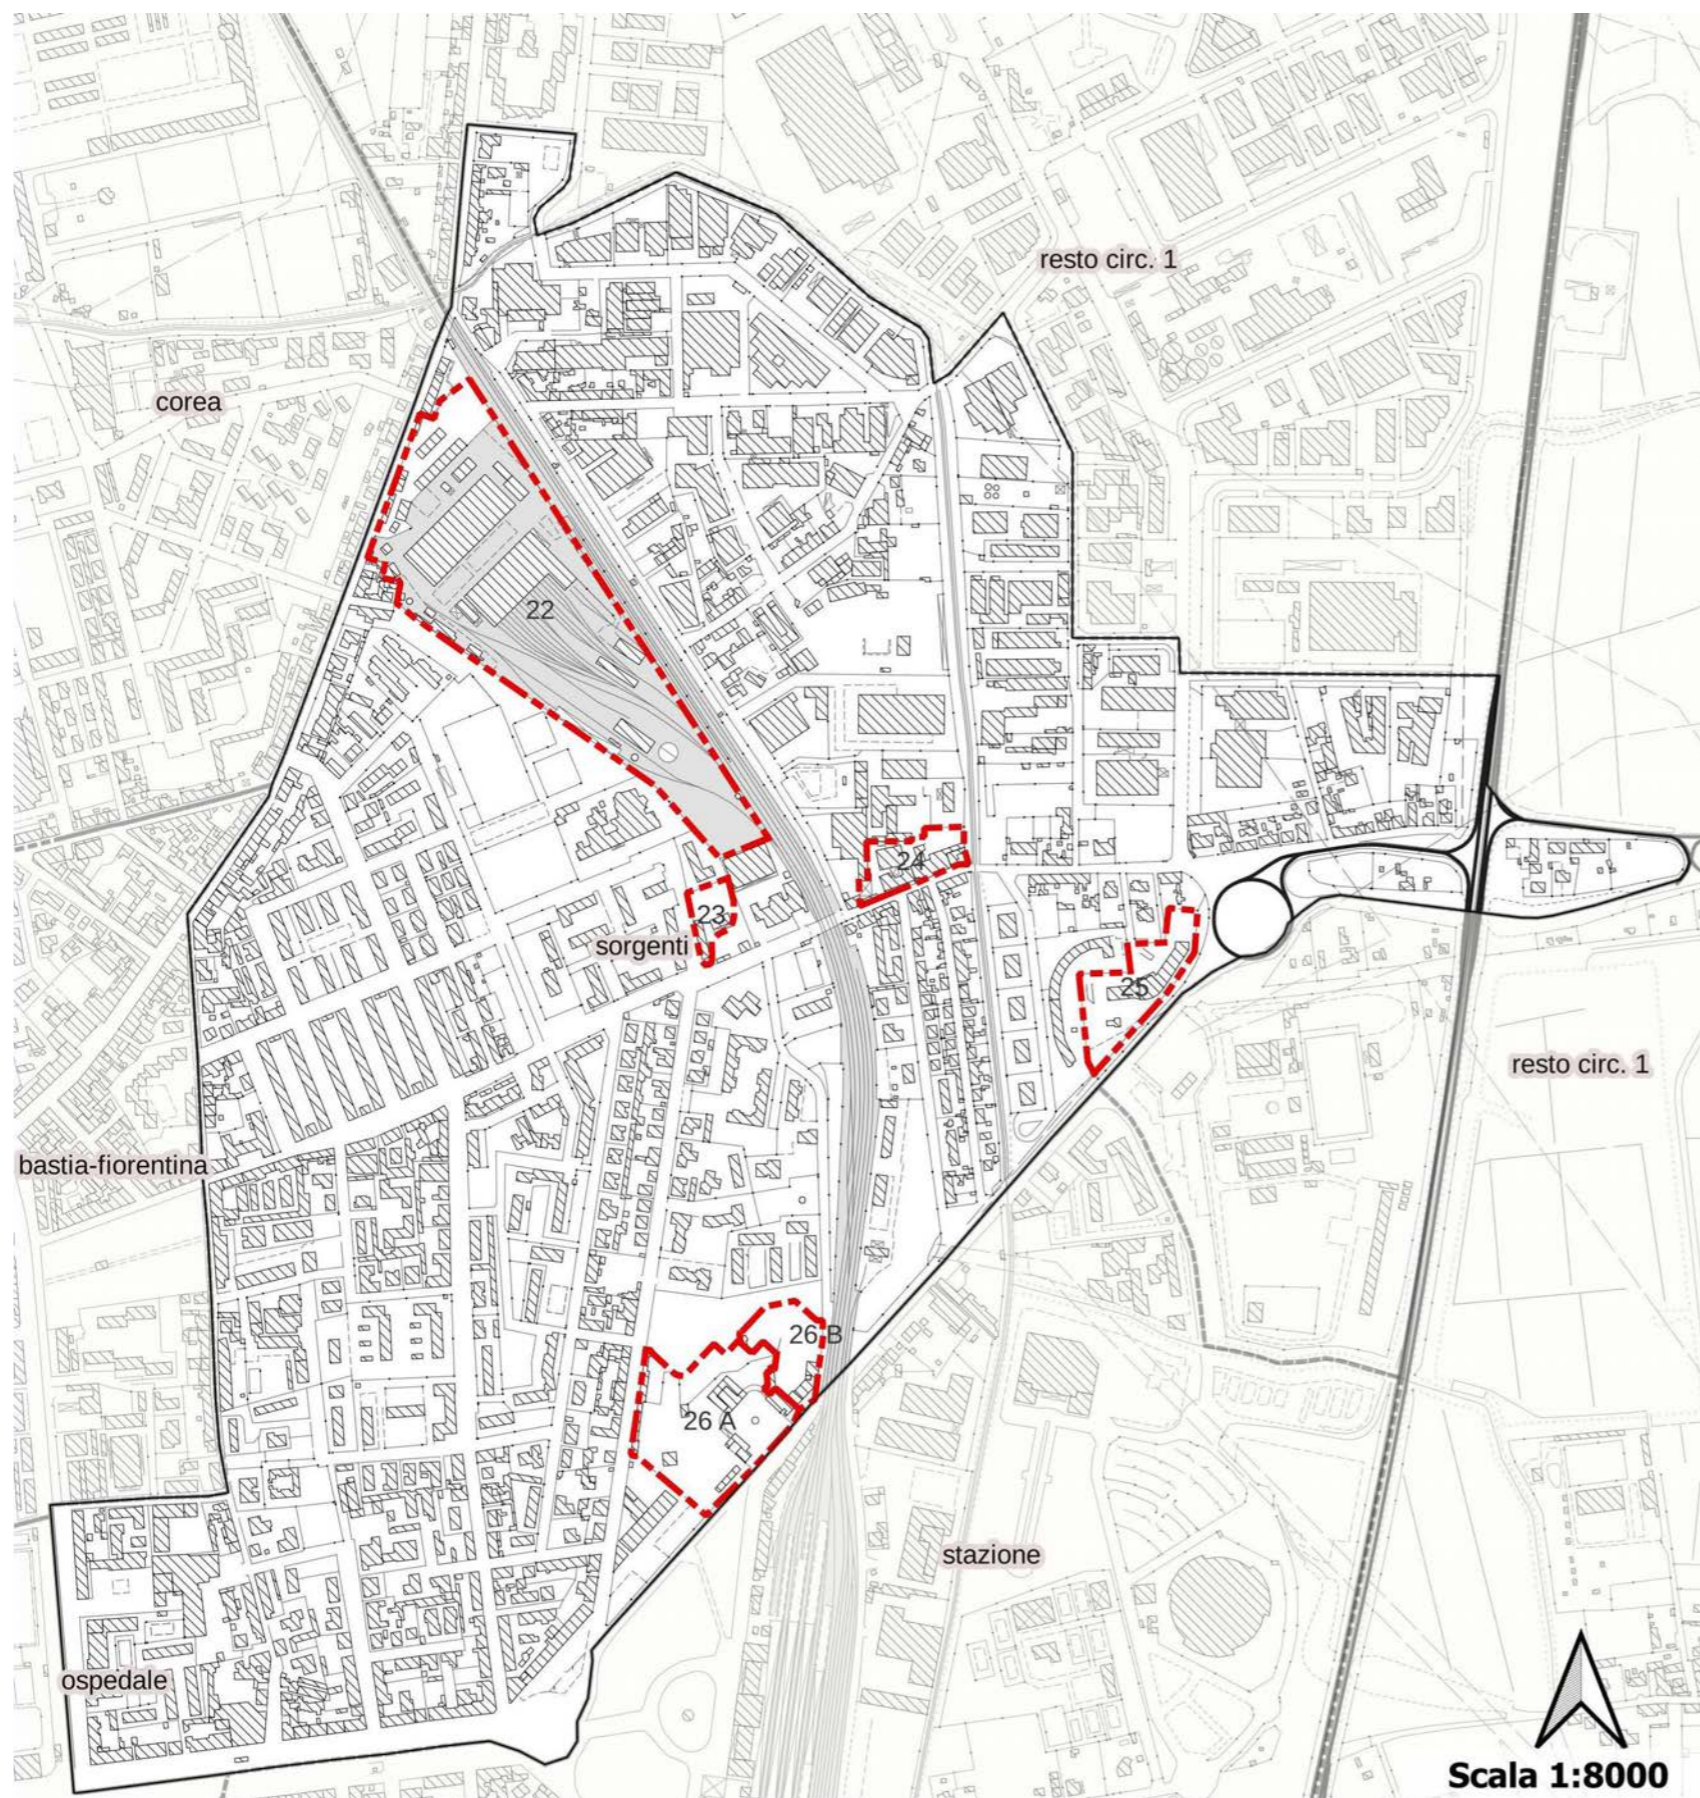 resto circ. 1
corea
22
24
23
sorgenti
25
resto circ. 1
bastia-fiorentina
26 B
26 A
stazione
ospedale
Scala 1:8000